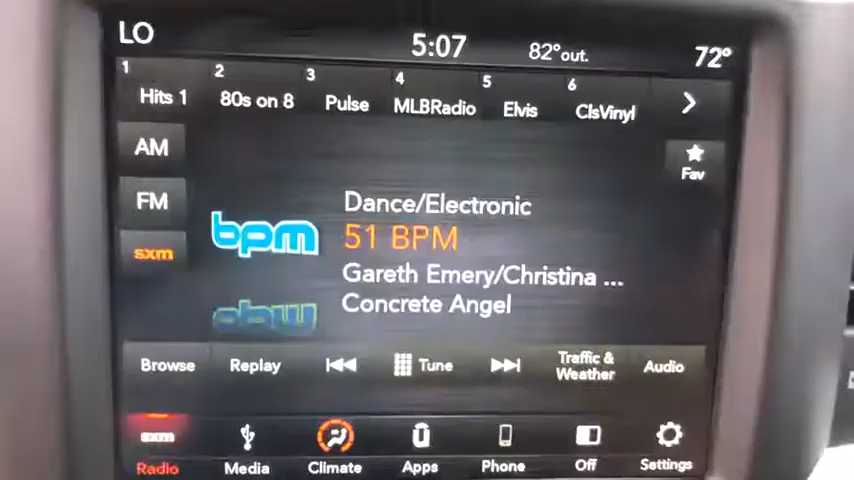 LO 5:07 82° out. 72°
1 2 3 4 5 6
Hits 1 80s on 8 Pulse MLBRadio Elvis ClsVinyl
AM
Fav
FM
sxm
bpm
Dance/Electronic
51 BPM
Gareth Emery/Christina ...
Concrete Angel
Browse Replay Tune Traffic & Weather Audio
sxm
Radio Media Climate Apps Phone Off Settings